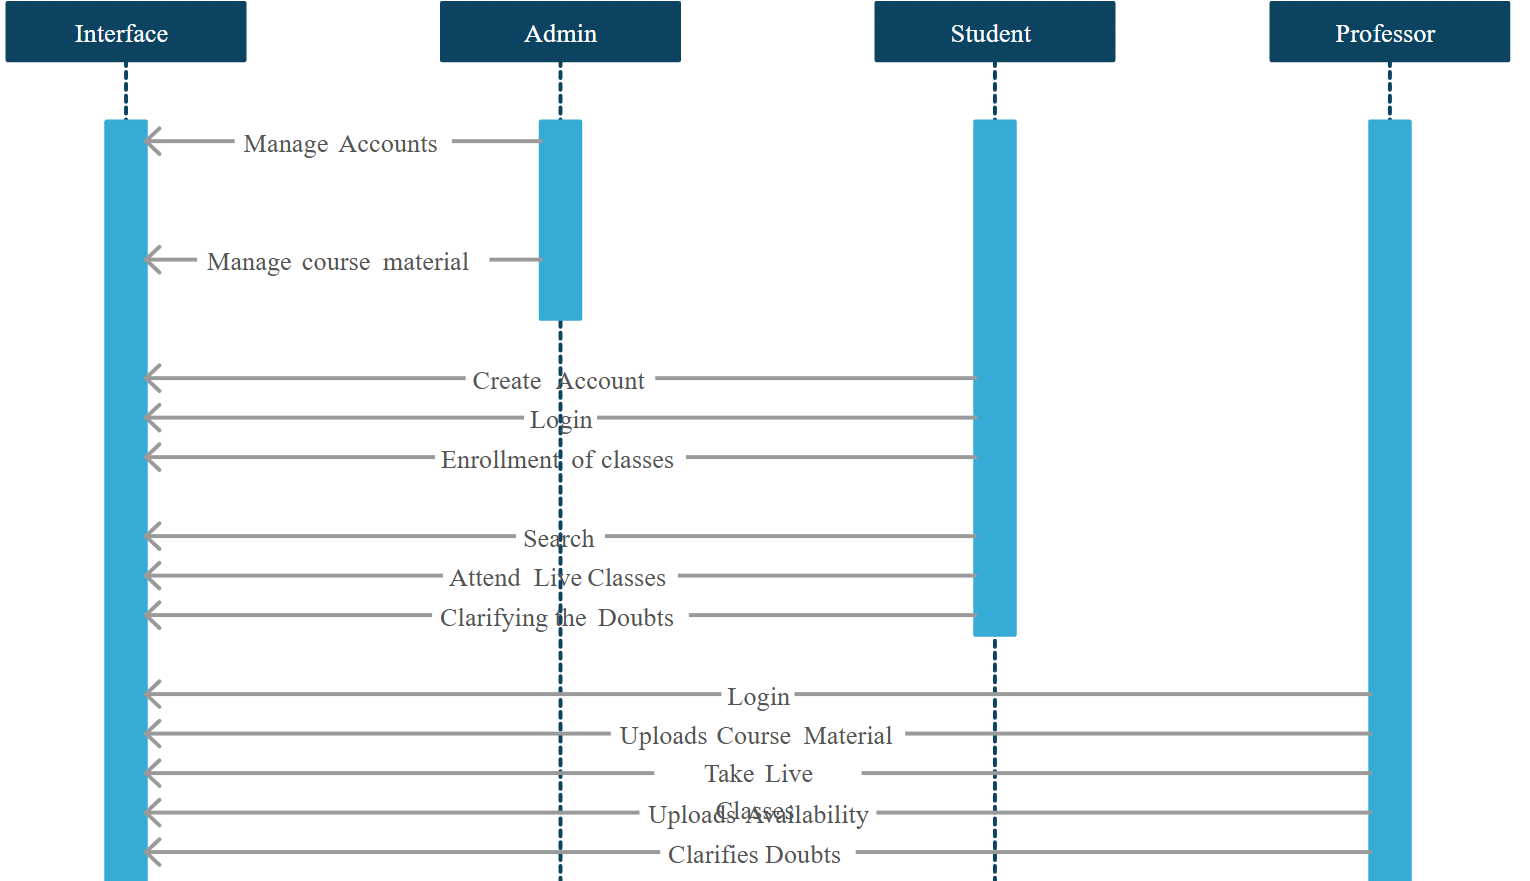 Interface
Admin
Student
Professor
Manage Accounts
Manage course material
Create Account
Login
Enrollment of classes
Search
Attend Live Classes
Clarifying the Doubts
Login
Uploads Course Material
Take Live
Classes
Uploads Availability
Clarifies Doubts